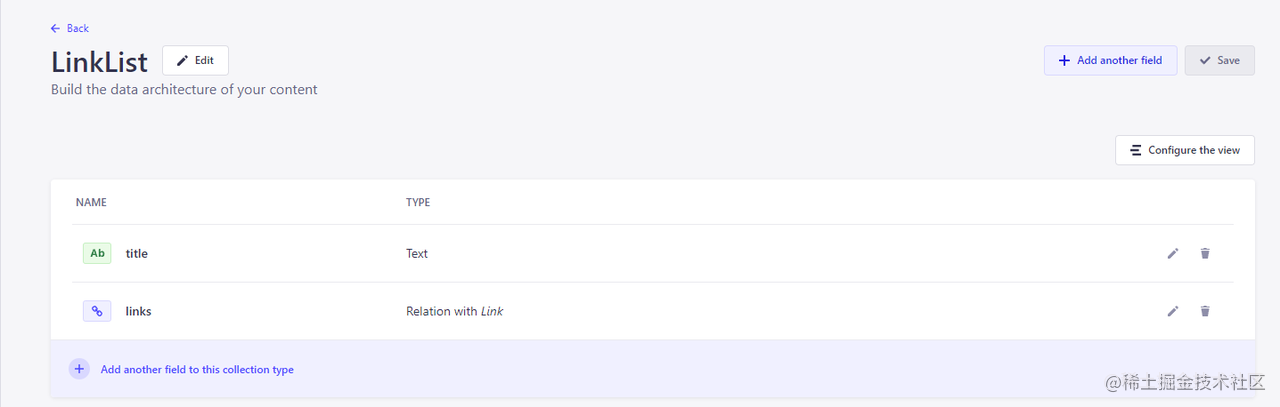 Back
LinkList
Edit
Add another field
Save
Build the data architecture of your content
Configure the view
NAME TYPE
Ab title Text
links Relation with Link
Add another field to this collection type
@稀土掘金技术社区